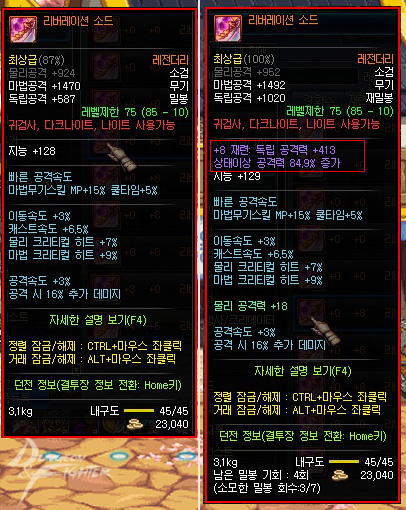 리버레이션 소드
최상급(87%) 레전더리
물리공격 +924 소검
마법공격 +1470 무기
독립공격 +587 밀봉
레벨제한 75 (85 - 10)
귀검사, 다크나이트, 나이트 사용가능
지능 +128
빠른 공격속도
마법무기스킬 MP+15% 쿨타임+5%
이동속도 +3%
캐스트속도 +6,5%
물리 크리티컬 히트 +7%
마법 크리티컬 히트 +9%
공격속도 +3%
공격 시 16% 추가 데미지
자세한 설명 보기(F4)
정렬 잠금/해제 : CTRL+마우스 좌클릭
거래 잠금/해제 : ALT+마우스 좌클릭
던전 정보(결투장 정보 전환: Home키)
3,1kg 내구도 45/45
23,040
리버레이션 소드
최상급(100%) 레전더리
물리공격 +952 소검
마법공격 +1492 무기
독립공격 +1020 재밀봉
레벨제한 75 (85 - 10)
귀검사, 다크나이트, 나이트 사용가능
+8 재련: 독립 공격력 +413
상태이상 공격력 84,9% 증가
지능 +129
빠른 공격속도
마법무기스킬 MP+15% 쿨타임+5%
이동속도 +3%
캐스트속도 +6,5%
물리 크리티컬 히트 +7%
마법 크리티컬 히트 +9%
물리 공격력 +18
공격속도 +3%
공격 시 16% 추가 데미지
자세한 설명 보기(F4)
정렬 잠금/해제 : CTRL+마우스 좌클릭
거래 잠금/해제 : ALT+마우스 좌클릭
던전 정보(결투장 정보 전환: Home키)
3,1kg 내구도 45/45
남은 밀봉 기회 : 4회 23,040
(소모한 밀봉 회수:3/7)